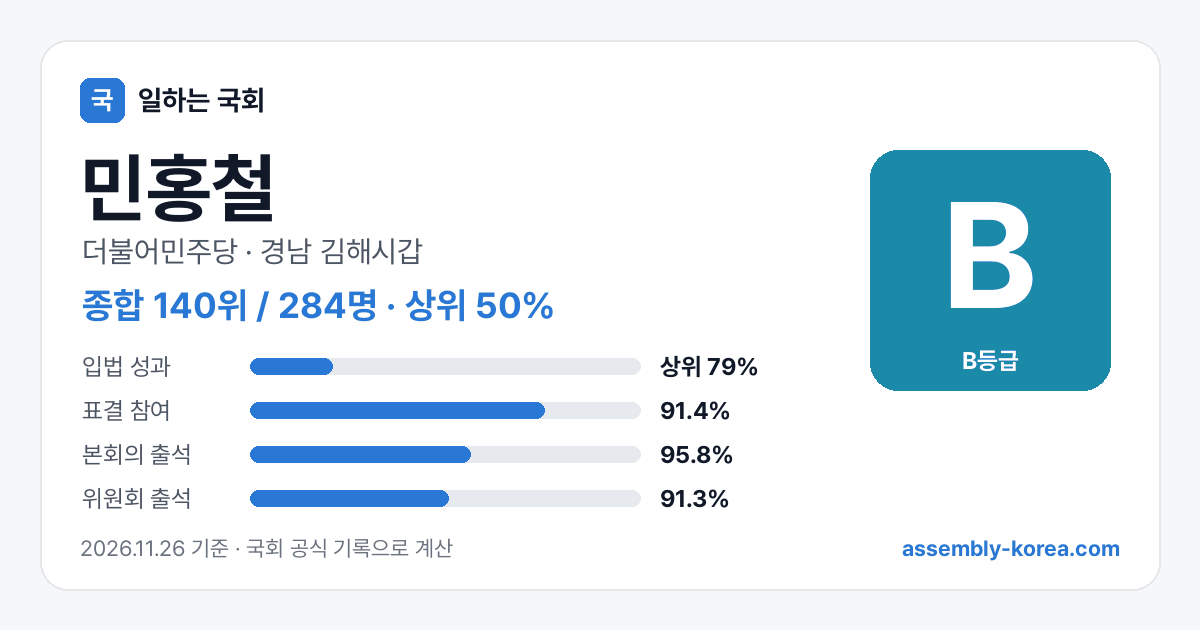 국 일하는 국회
민홍철
더불어민주당 · 경남 김해시갑
종합 140위 / 284명 · 상위 50%
입법 성과 상위 79%
표결 참여 91.4%
본회의 출석 95.8%
위원회 출석 91.3%
B
B등급
2026.11.26 기준 · 국회 공식 기록으로 계산
assembly-korea.com